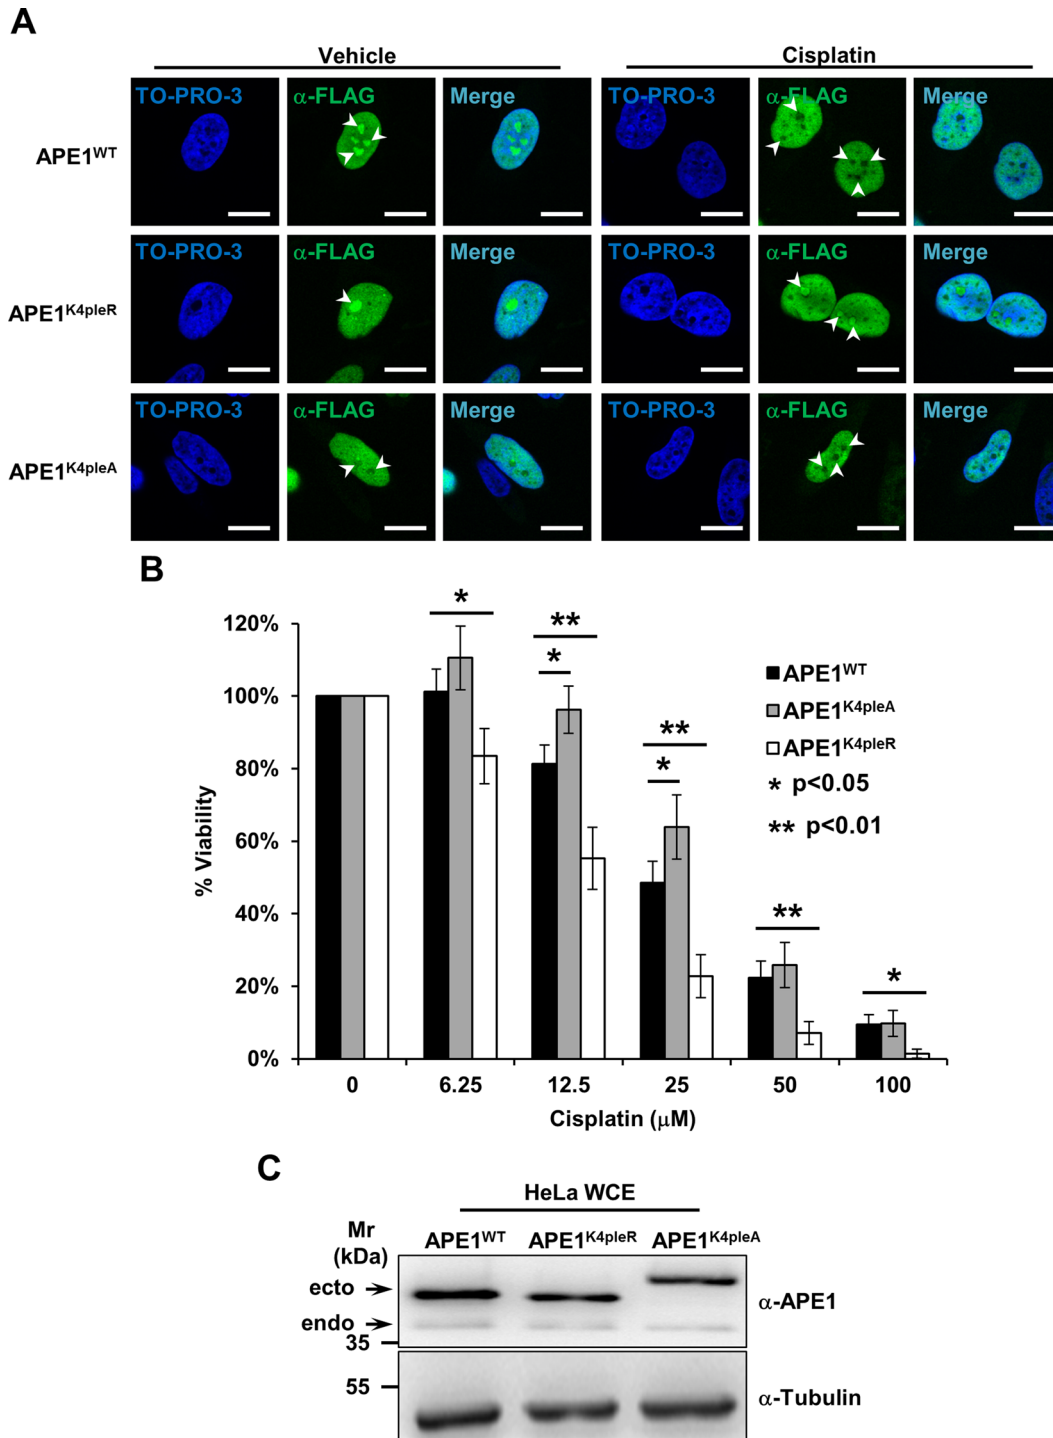 A
Vehicle
Cisplatin
TO-PRO-3 α-FLAG Merge TO-PRO-3 α-FLAG Merge
APE1WT
TO-PRO-3 α-FLAG Merge TO-PRO-3 α-FLAG Merge
APE1K4pleR
TO-PRO-3 α-FLAG Merge TO-PRO-3 α-FLAG Merge
APE1K4pleA
B
% Viability
120%
100%
80%
60%
40%
20%
0%
*
**
*
**
*
**
*
APE1WT
APE1K4pleA
APE1K4pleR
* p<0.05
** p<0.01
0 6.25 12.5 25 50 100
Cisplatin (μM)
C
HeLa WCE
Mr
(kDa)
APE1WT APE1K4pleR APE1K4pleA
ecto
endo
35
α-APE1
55
α-Tubulin